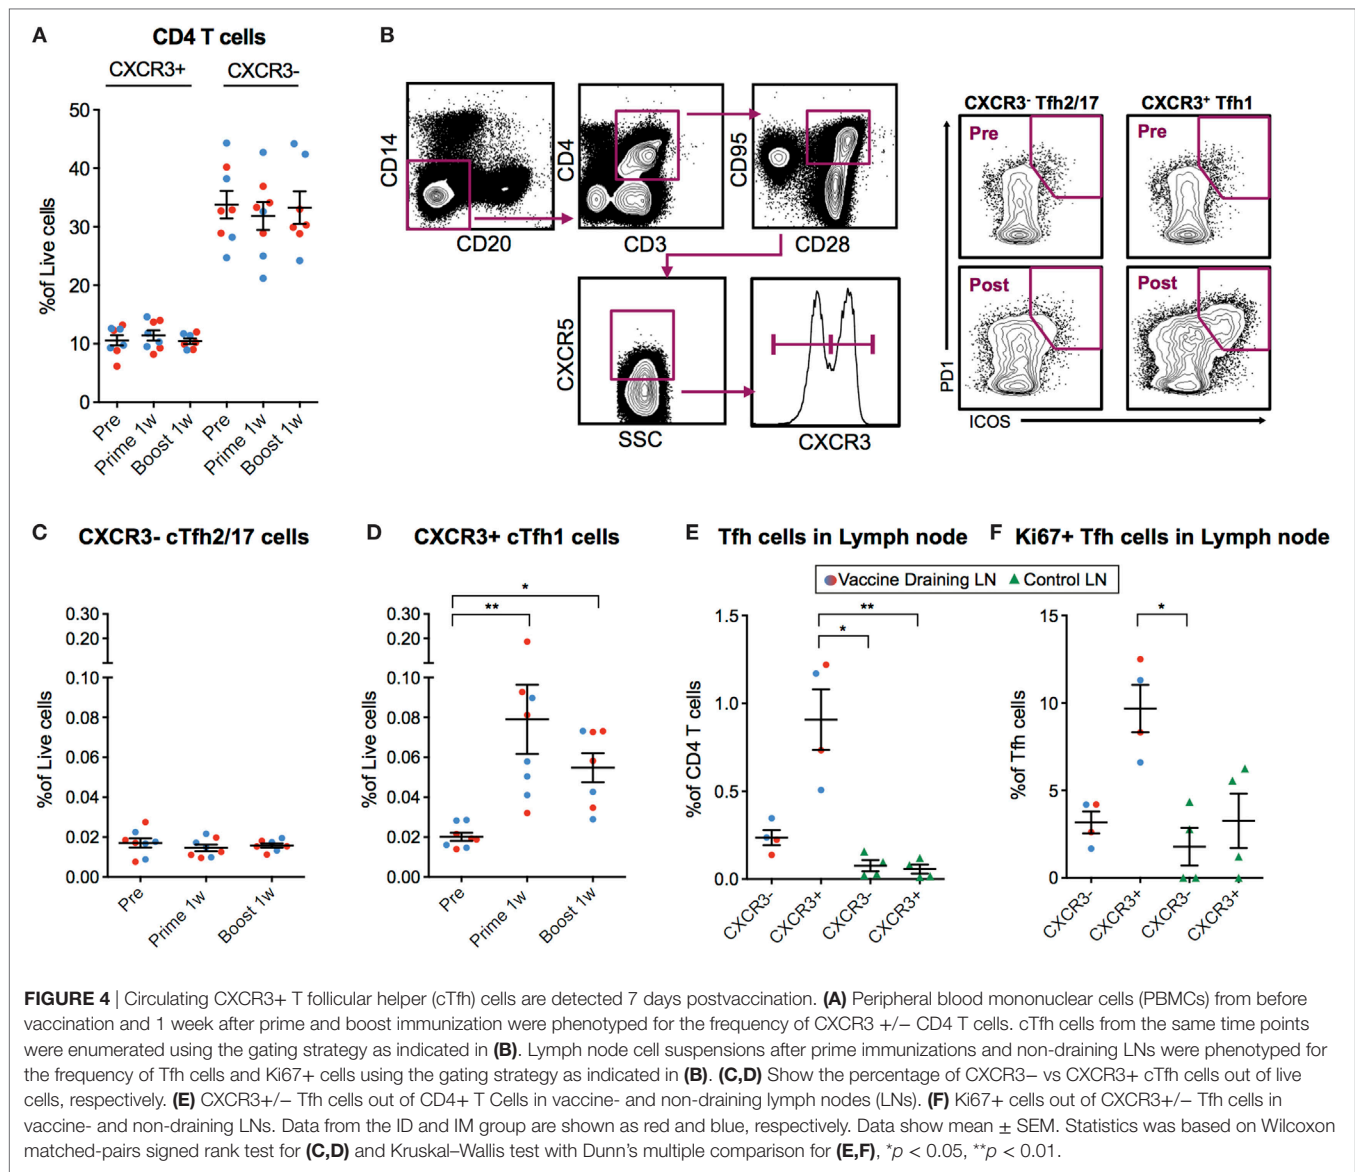 A
CD4 T cells
CXCR3+
CXCR3-
%of Live cells
50
40
30
20
10
0
Pre
Prime 1w
Boost 1w
Pre
Prime 1w
Boost 1w
B
CD14
CD20
CD4
CD3
CD95
CD28
CXCR5
SSC
CXCR3
CXCR3- Tfh2/17
CXCR3+ Tfh1
Pre
Pre
Post
Post
PD1
ICOS
C
CXCR3- cTfh2/17 cells
%of Live cells
0.30
0.20
0.10
0.08
0.06
0.04
0.02
0.00
Pre
Prime 1w
Boost 1w
D
CXCR3+ cTfh1 cells
*
**
%of Live cells
0.30
0.20
0.10
0.08
0.06
0.04
0.02
0.00
Pre
Prime 1w
Boost 1w
E
Tfh cells in Lymph node
Vaccine Draining LN
Control LN
**
*
%of CD4 T cells
1.5
1.0
0.5
0.0
CXCR3-
CXCR3+
CXCR3-
CXCR3+
F
Ki67+ Tfh cells in Lymph node
*
%of Tfh cells
15
10
5
0
CXCR3-
CXCR3+
CXCR3-
CXCR3+
FIGURE 4 | Circulating CXCR3+ T follicular helper (cTfh) cells are detected 7 days postvaccination. (A) Peripheral blood mononuclear cells (PBMCs) from before
vaccination and 1 week after prime and boost immunization were phenotyped for the frequency of CXCR3 +/− CD4 T cells. cTfh cells from the same time points
were enumerated using the gating strategy as indicated in (B). Lymph node cell suspensions after prime immunizations and non-draining LNs were phenotyped for
the frequency of Tfh cells and Ki67+ cells using the gating strategy as indicated in (B). (C,D) Show the percentage of CXCR3− vs CXCR3+ cTfh cells out of live
cells, respectively. (E) CXCR3+/− Tfh cells out of CD4+ T Cells in vaccine- and non-draining lymph nodes (LNs). (F) Ki67+ cells out of CXCR3+/− Tfh cells in
vaccine- and non-draining LNs. Data from the ID and IM group are shown as red and blue, respectively. Data show mean ± SEM. Statistics was based on Wilcoxon
matched-pairs signed rank test for (C,D) and Kruskal–Wallis test with Dunn's multiple comparison for (E,F), *p < 0.05, **p < 0.01.